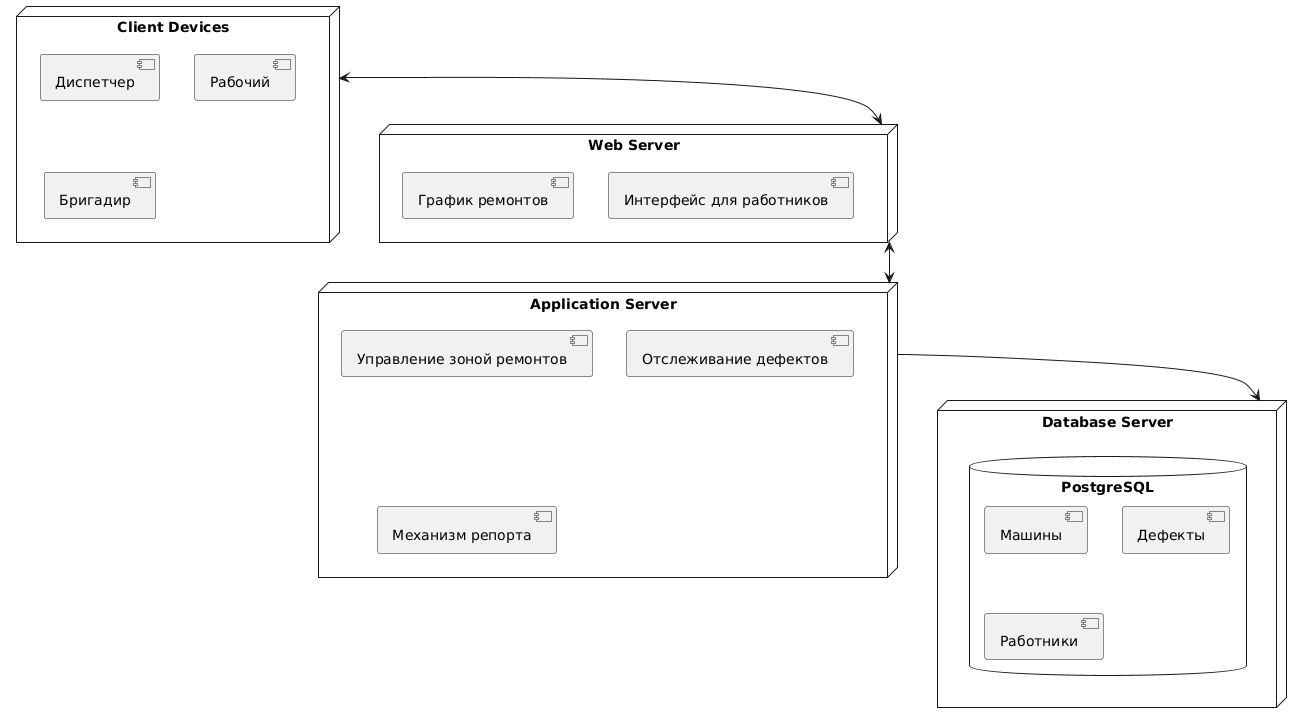 Client Devices
Диспетчер
Рабочий
Бригадир
Web Server
График ремонтов
Интерфейс для работников
Application Server
Управление зоной ремонтов
Отслеживание дефектов
Механизм репорта
Database Server
PostgreSQL
Машины
Дефекты
Работники